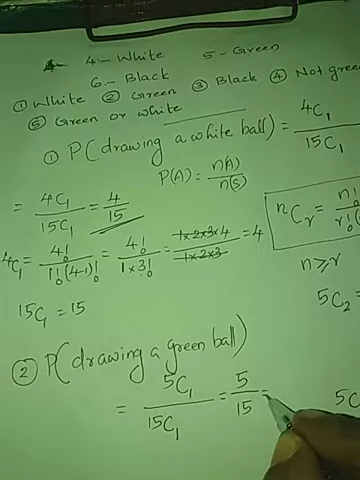 4 - White 5 - Green
6 - Black
① White ② Green ③ Black ④ Not green
⑤ Green or white
① P(drawing a white ball) = 4C₁ / 15C₁
P(A) = n(A) / n(S)
= 4C₁ / 15C₁ = 4 / 15
nCr = n! / r!(
4C₁ = 4! / 1!(4-1)! = 4! / 1×3! = 1×2×3×4 / 1×2×3 = 4
n ≥ r
15C₁ = 15
5C₂ =
② P(drawing a green ball)
= 5C₁ / 15C₁ = 5 / 15 =
5C